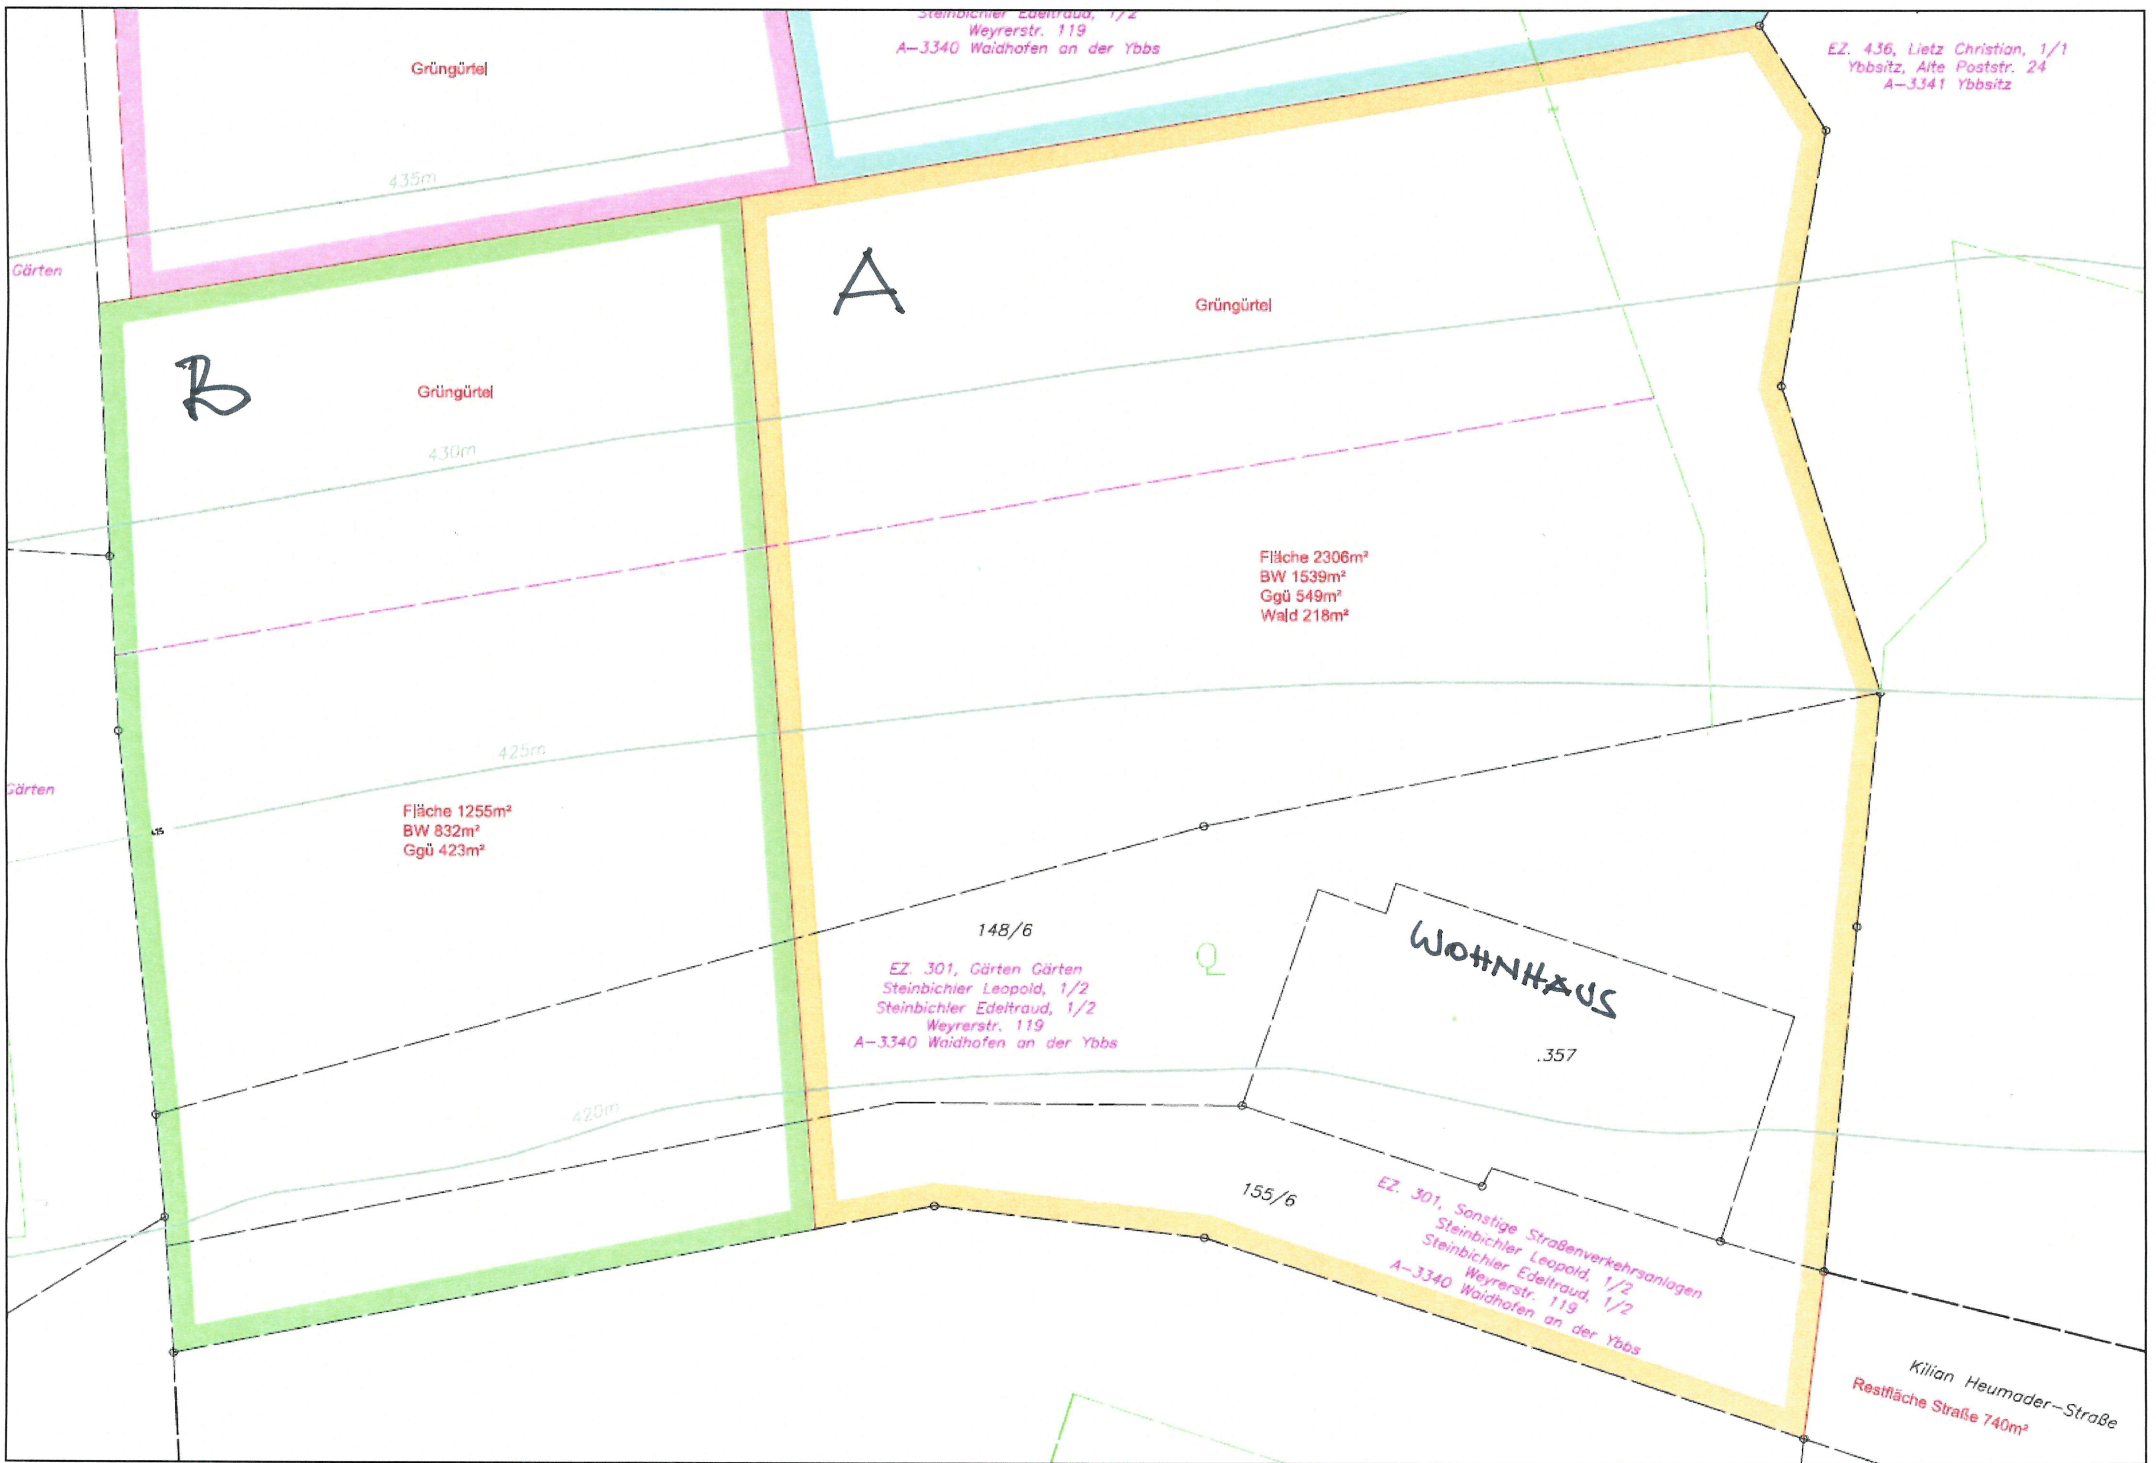 Steinbichler Edeltraud, 1/2
Weyrerstr. 119
A-3340 Waidhofen an der Ybbs
EZ. 436, Lietz Christian, 1/1
Ybbsitz, Alte Poststr. 24
A-3341 Ybbsitz
Grüngürtel
435m
Gärten
A
Grüngürtel
B
Grüngürtel
430m
Fläche 2306m²
BW 1539m²
Ggü 549m²
Wald 218m²
425m
Gärten
Fläche 1255m²
BW 832m²
Ggü 423m²
148/6
EZ. 301, Gärten Gärten
Steinbichler Leopold, 1/2
Steinbichler Edeltraud, 1/2
Weyrerstr. 119
A-3340 Waidhofen an der Ybbs
WOHNHAUS
.357
420m
155/6
EZ. 301, Sonstige Straßenverkehrsanlagen
Steinbichler Leopold, 1/2
Steinbichler Edeltraud, 1/2
Weyrerstr. 119
A-3340 Waidhofen an der Ybbs
Kilian Heumader-Straße
Restfläche Straße 740m²